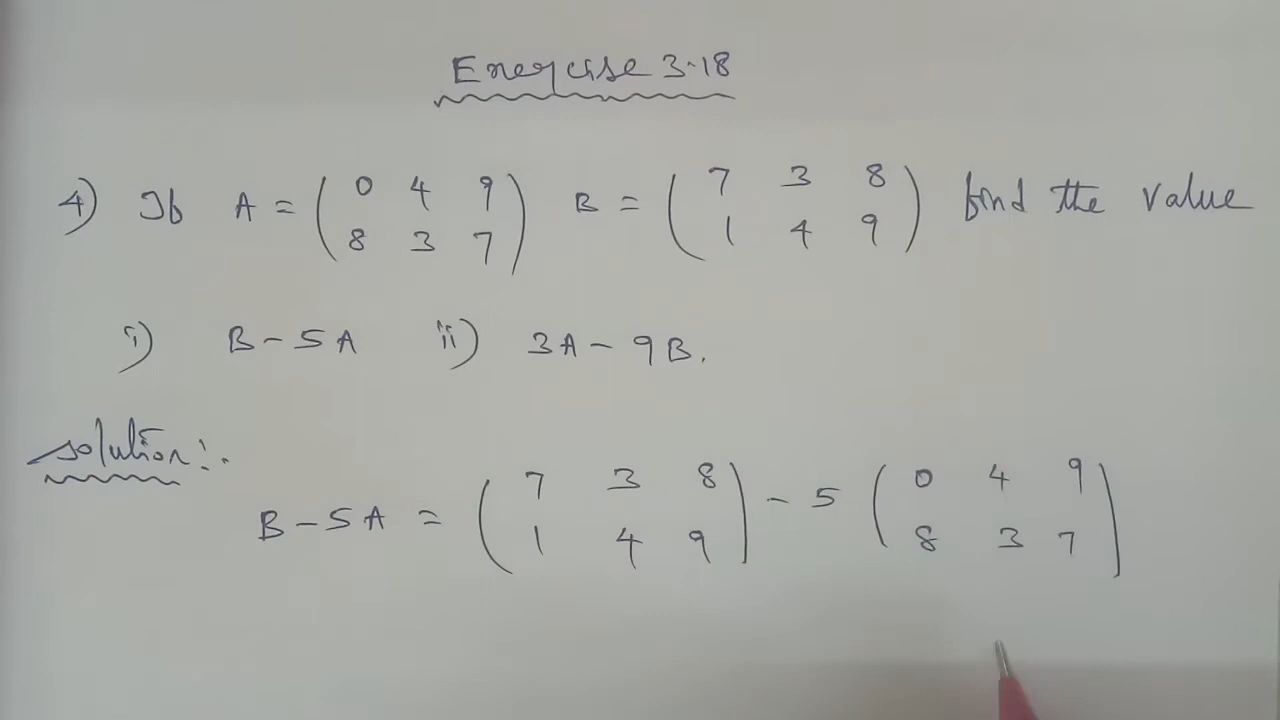 Exercise 3.18
4) If A = ( 0 4 9 ) B = ( 7 3 8 ) find the value
( 8 3 7 ) ( 1 4 9 )
i) B - 5A ii) 3A - 9B.
Solution:.
B - 5A = ( 7 3 8 ) - 5 ( 0 4 9 )
( 1 4 9 ) ( 8 3 7 )